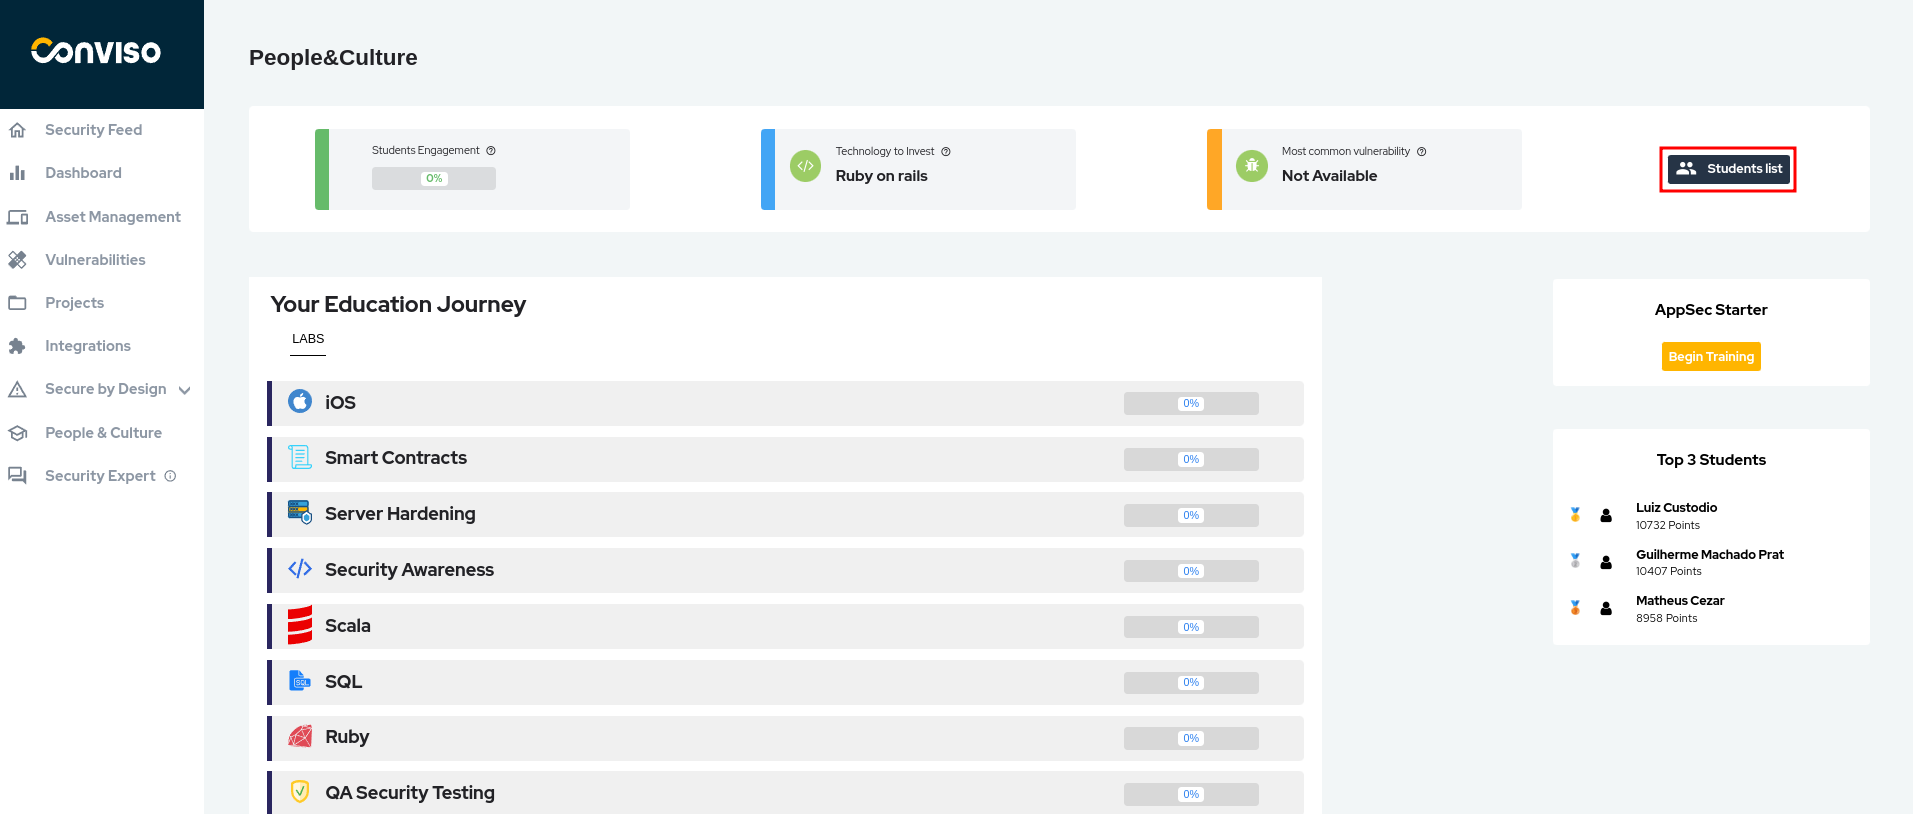 CONVISO
Security Feed
Dashboard
Asset Management
Vulnerabilities
Projects
Integrations
Secure by Design
People & Culture
Security Expert
People&Culture
Students Engagement
0%
Technology to Invest
Ruby on rails
Most common vulnerability
Not Available
Students list
Your Education Journey
LABS
iOS 0%
Smart Contracts 0%
Server Hardening 0%
Security Awareness 0%
Scala 0%
SQL 0%
Ruby 0%
QA Security Testing 0%
AppSec Starter
Begin Training
Top 3 Students
Luiz Custodio
10732 Points
Guilherme Machado Prat
10407 Points
Matheus Cezar
8958 Points